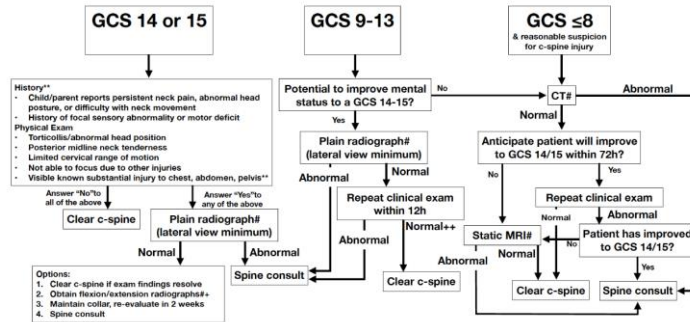 GCS 14 or 15
History**
• Child/parent reports persistent neck pain, abnormal head
posture, or difficulty with neck movement
• History of focal sensory abnormality or motor deficit
Physical Exam
• Torticollis/abnormal head position
• Posterior midline neck tenderness
• Limited cervical range of motion
• Not able to focus due to other injuries
• Visible known substantial injury to chest, abdomen, pelvis**
Answer "No"to
all of the above
Answer "Yes"to
any of the above
Clear c-spine
Plain radiograph#
(lateral view minimum)
Normal
Abnormal
Options:
1. Clear c-spine if exam findings resolve
2. Obtain flexion/extension radiographs#+
3. Maintain collar, re-evaluate in 2 weeks
4. Spine consult
GCS 9-13
Potential to improve mental
status to a GCS 14-15?
No
Yes
Plain radiograph#
(lateral view minimum)
Abnormal
Normal
Repeat clinical exam
within 12h
Abnormal
Normal++
Spine consult
Clear c-spine
GCS ≤8
& reasonable suspicion
for c-spine injury
CT#
Abnormal
Normal
Anticipate patient will improve
to GCS 14/15 within 72h?
No
Yes
Repeat clinical exam
Normal
Abnormal
Static MRI#
No
Patient has improved
to GCS 14/15?
Abnormal
Normal
Yes
Clear c-spine
Spine consult